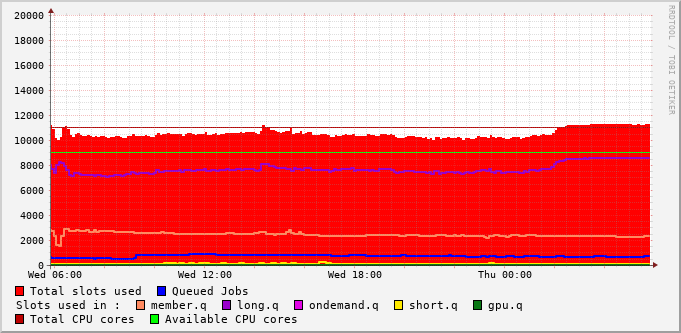 RRDTOOL / TOBI OETIKER
20000
18000
16000
14000
12000
10000
8000
6000
4000
2000
0
Wed 06:00 Wed 12:00 Wed 18:00 Thu 00:00
Total slots used Queued Jobs
Slots used in : member.q long.q ondemand.q short.q gpu.q
Total CPU cores Available CPU cores